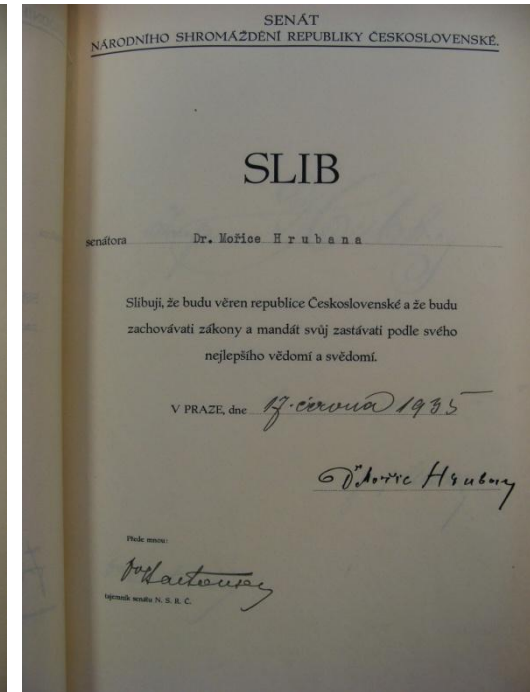 SENÁT
NÁRODNÍHO SHROMÁŽDĚNÍ REPUBLIKY ČESKOSLOVENSKÉ.
SLIB
senátora Dr. Mořice Hrubana
Slibuji, že budu věren republice Československé a že budu
zachovávati zákony a mandát svůj zastávati podle svého
nejlepšího vědomí a svědomí.
V PRAZE, dne 17. června 1935
Dr Mořic Hruban
Přede mnou:
tajemník senátu N. S. R. Č.